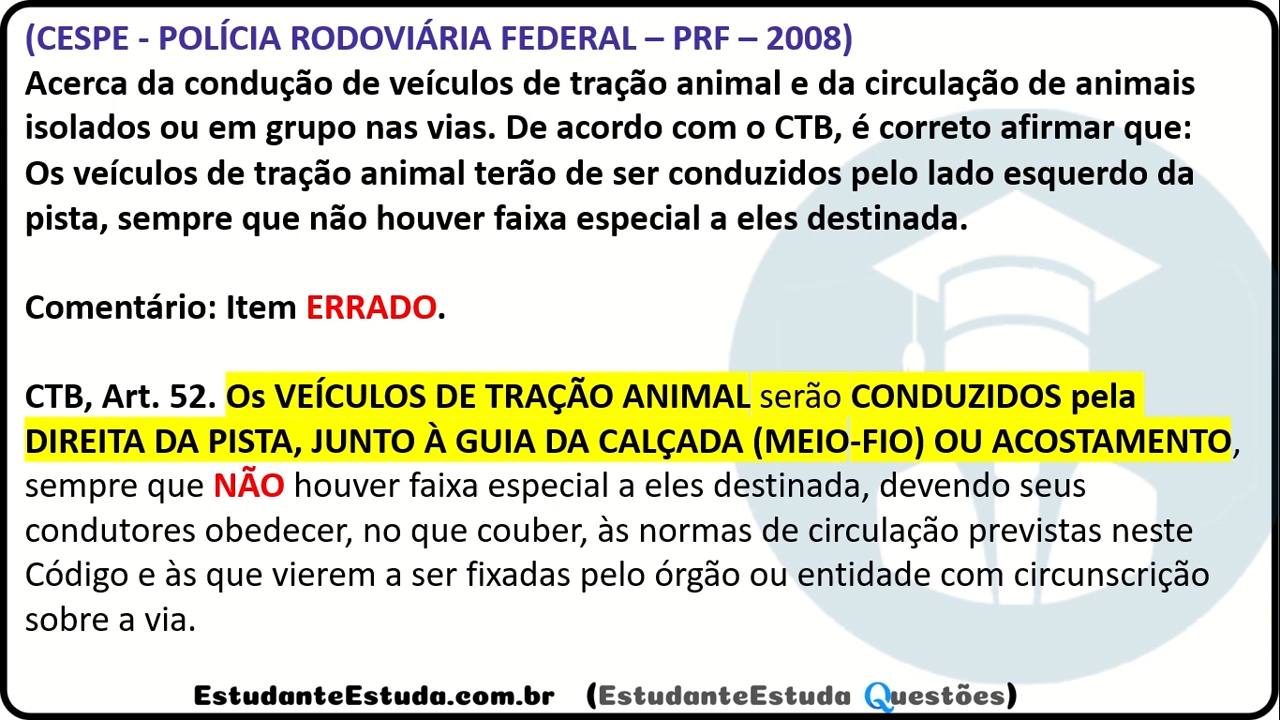 (CESPE - POLÍCIA RODOVIÁRIA FEDERAL – PRF – 2008)
Acerca da condução de veículos de tração animal e da circulação de animais
isolados ou em grupo nas vias. De acordo com o CTB, é correto afirmar que:
Os veículos de tração animal terão de ser conduzidos pelo lado esquerdo da
pista, sempre que não houver faixa especial a eles destinada.
Comentário: Item ERRADO.
CTB, Art. 52. Os VEÍCULOS DE TRAÇÃO ANIMAL serão CONDUZIDOS pela
DIREITA DA PISTA, JUNTO À GUIA DA CALÇADA (MEIO-FIO) OU ACOSTAMENTO,
sempre que NÃO houver faixa especial a eles destinada, devendo seus
condutores obedecer, no que couber, às normas de circulação previstas neste
Código e às que vierem a ser fixadas pelo órgão ou entidade com circunscrição
sobre a via.
EstudanteEstuda.com.br (EstudanteEstuda Questões)